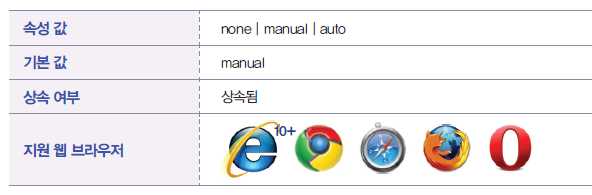 속성 값 none | manual | auto
기본 값 manual
상속 여부 상속됨
지원 웹 브라우저 10+